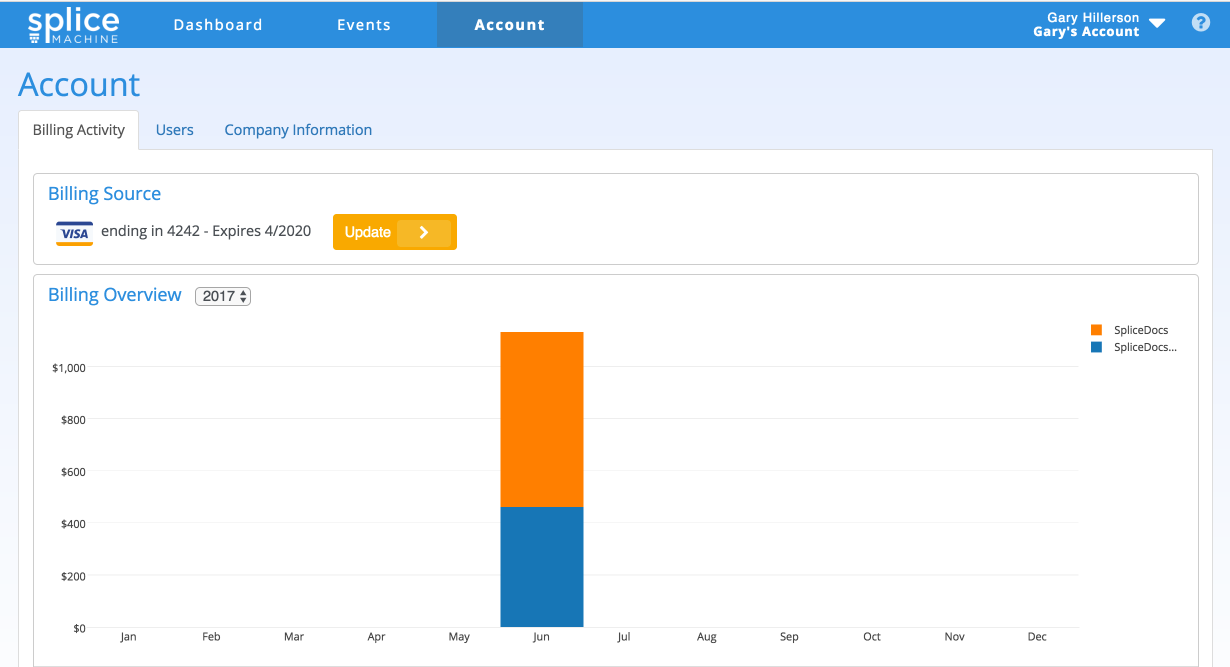 splice MACHINE
Dashboard Events Account
Gary Hillerson
Gary's Account
?
Account
Billing Activity Users Company Information
Billing Source
VISA ending in 4242 - Expires 4/2020 Update
Billing Overview 2017
SpliceDocs
SpliceDocs...
$1,000
$800
$600
$400
$200
$0
Jan Feb Mar Apr May Jun Jul Aug Sep Oct Nov Dec